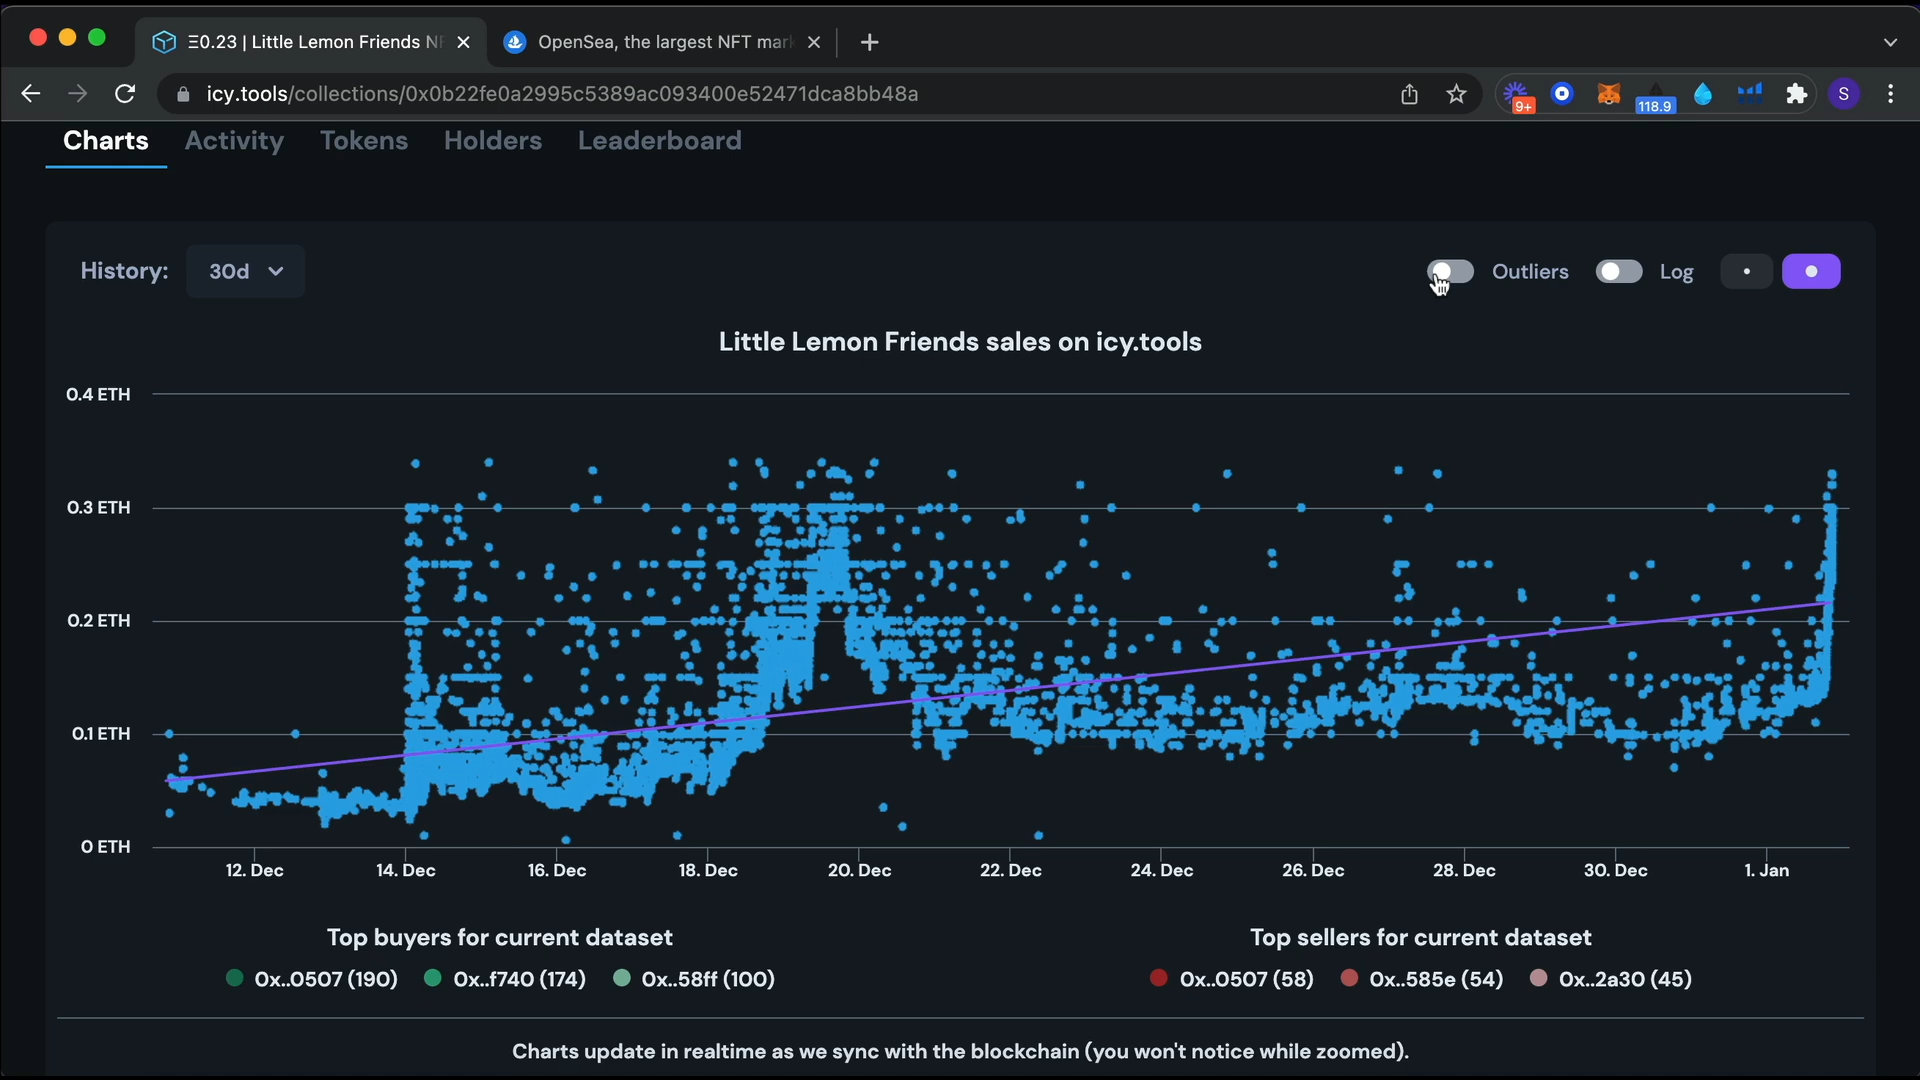 Ξ0.23 | Little Lemon Friends NF
OpenSea, the largest NFT mark
icy.tools/collections/0x0b22fe0a2995c5389ac093400e52471dca8bb48a
9+
118.9
S
Charts Activity Tokens Holders Leaderboard
History: 30d
Outliers Log
Little Lemon Friends sales on icy.tools
0.4 ETH
0.3 ETH
0.2 ETH
0.1 ETH
0 ETH
12. Dec 14. Dec 16. Dec 18. Dec 20. Dec 22. Dec 24. Dec 26. Dec 28. Dec 30. Dec 1. Jan
Top buyers for current dataset
0x..0507 (190) 0x..f740 (174) 0x..58ff (100)
Top sellers for current dataset
0x..0507 (58) 0x..585e (54) 0x..2a30 (45)
Charts update in realtime as we sync with the blockchain (you won't notice while zoomed).